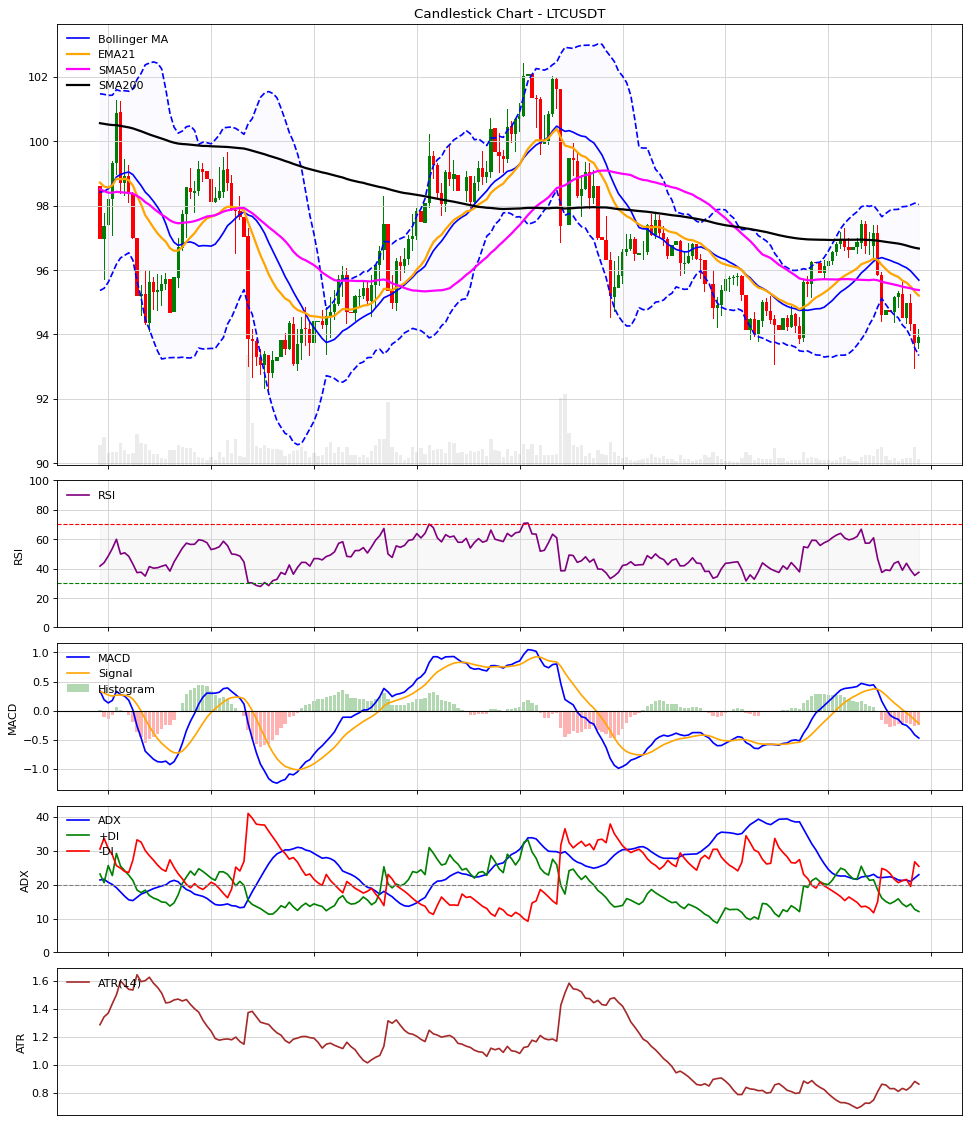 Candlestick Chart - LTCUSDT
Bollinger MA
EMA21
SMA50
SMA200
102
100
98
96
94
92
90
RSI
RSI
100
80
60
40
20
0
MACD
MACD
Signal
Histogram
1.0
0.5
0.0
−0.5
−1.0
ADX
ADX
+DI
-DI
40
30
20
10
0
ATR
ATR(14)
1.6
1.4
1.2
1.0
0.8